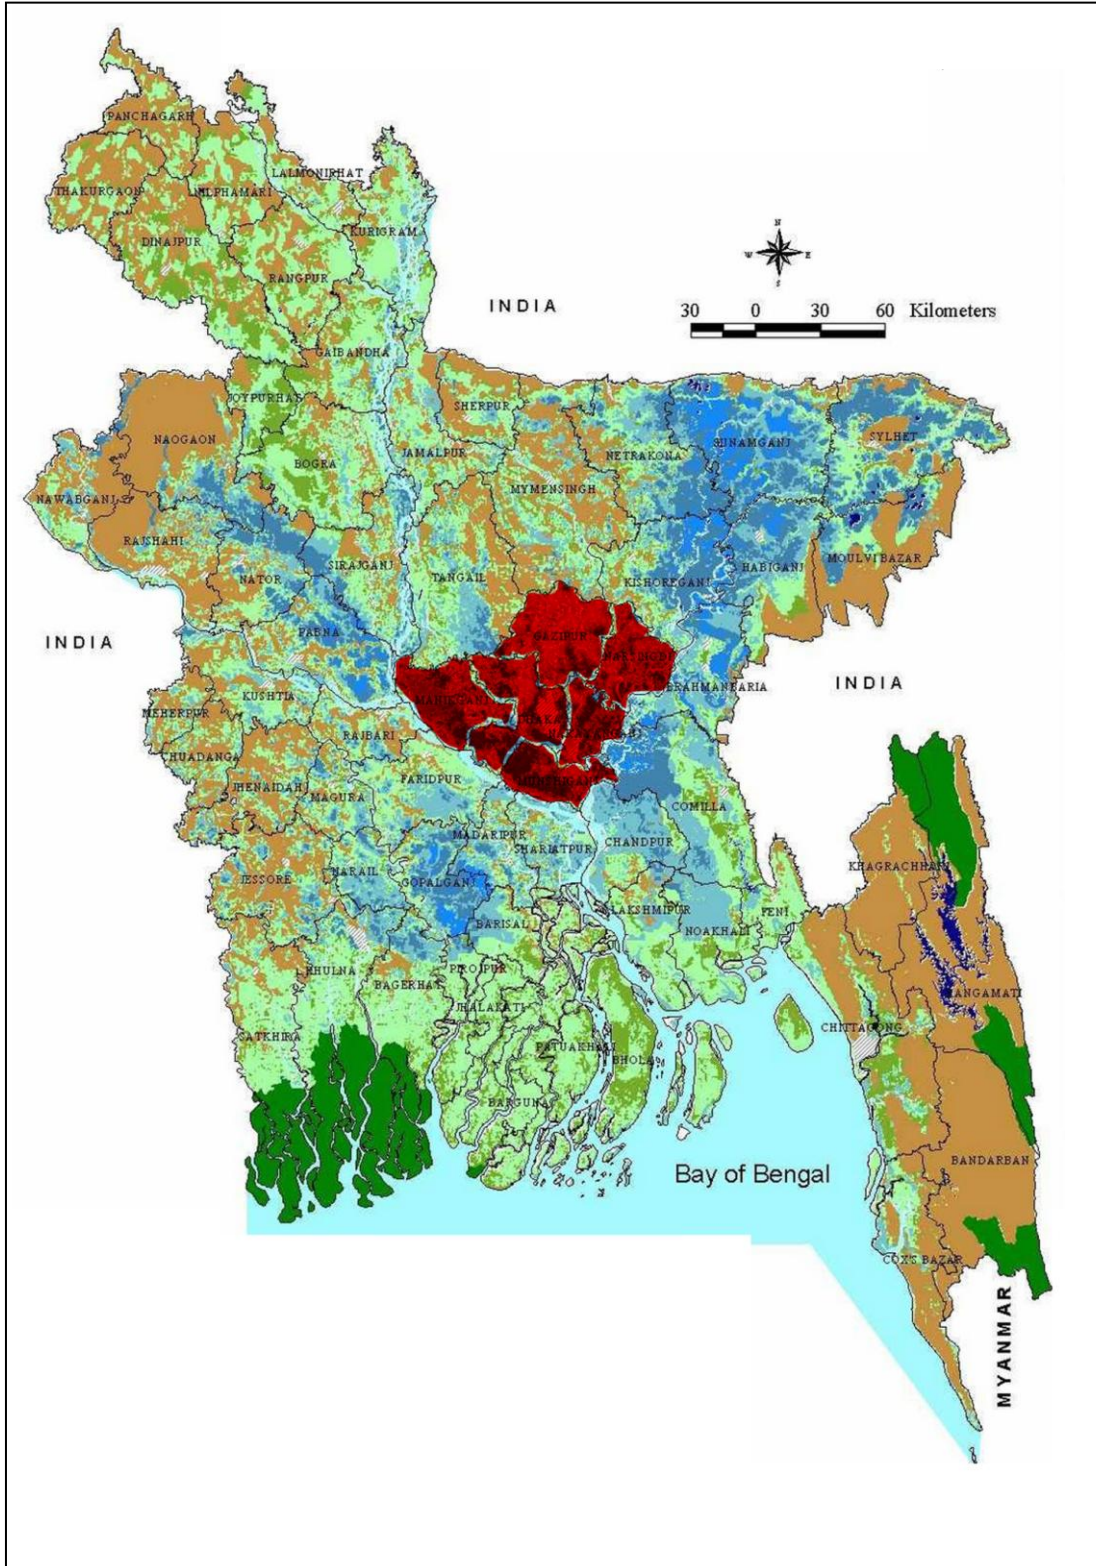 PANCHAGARH
LALMONIRHAT
THAKURGAON
NILPHAMARI
KURIGRAM
DINAJPUR
RANGPUR
N
W E
S
INDIA
30 0 30 60 Kilometers
GAIBANDHA
JOYPURHAT
SHERPUR
NAOGAON
SUNAMGANJ
SYLHET
BOGRA
JAMALPUR
NETRAKONA
MYMENSINGH
NAWABGANJ
RAJSHAHI
SIRAJGANJ
NATOR
TANGAIL
KISHOREGANJ
HABIGANJ
MOULVI BAZAR
INDIA
PABNA
GAZIPUR
NARSINGDI
INDIA
KUSHTIA
MANIKGANJ
BRAHMANBARIA
MEHERPUR
DHAKA
RAJBARI
CHUADANGA
FARIDPUR
JHENAIDAH
MAGURA
COMILLA
MADARIPUR
SHARIATPUR
CHANDPUR
KHAGRACHHARI
JESSORE
NARAIL
GOPALGANJ
BARISAL
LAKSHMIPUR
FENI
NOAKHALI
KHULNA
PIROJPUR
BAGERHAT
RANGAMATI
JHALAKATI
SATKHIRA
CHITTAGONG
PATUAKHALI
BHOLA
BARGUNA
BANDARBAN
Bay of Bengal
COX'S BAZAR
MYANMAR